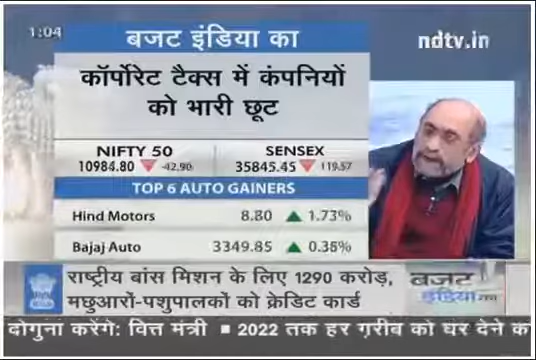 1:04
बजट इंडिया का
ndtv.in
कॉर्पोरेट टैक्स में कंपनियों
को भारी छूट
NIFTY 50 SENSEX
10984.80 -42.90 35845.45 119.57
TOP 6 AUTO GAINERS
Hind Motors 8.80 1.73%
Bajaj Auto 3349.85 0.38%
राष्ट्रीय बांस मिशन के लिए 1290 करोड़,
मछुआरों-पशुपालकों को क्रेडिट कार्ड
बजट
इंडिया का
दोगुना करेंगे: वित्त मंत्री ■ 2022 तक हर ग़रीब को घर देने क